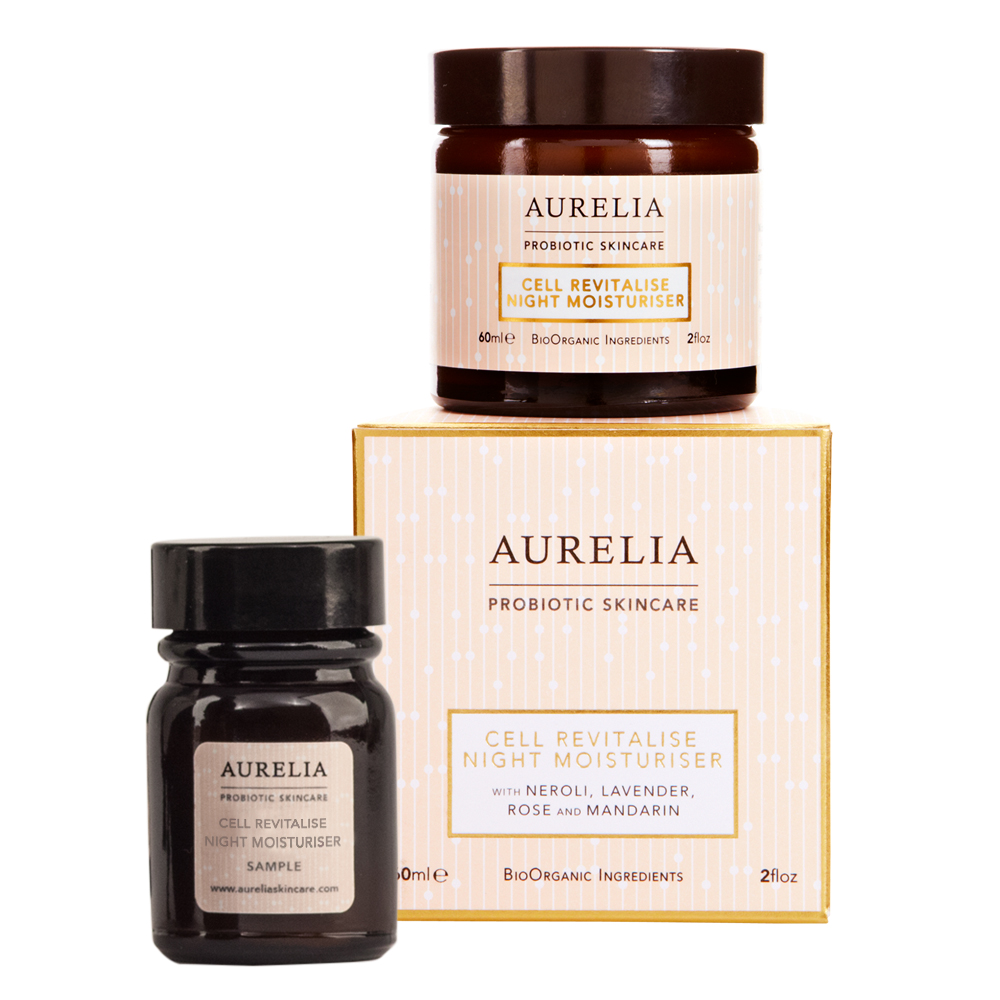 AURELIA
PROBIOTIC SKINCARE
CELL REVITALISE
NIGHT MOISTURISER
60ml℮ BIOORGANIC INGREDIENTS 2floz
AURELIA
PROBIOTIC SKINCARE
CELL REVITALISE
NIGHT MOISTURISER
WITH NEROLI, LAVENDER,
ROSE AND MANDARIN
60ml℮ BIOORGANIC INGREDIENTS 2floz
AURELIA
PROBIOTIC SKINCARE
CELL REVITALISE
NIGHT MOISTURISER
SAMPLE
www.aureliaskincare.com